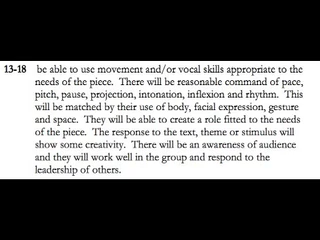 13-18 be able to use movement and/or vocal skills appropriate to the
needs of the piece. There will be reasonable command of pace,
pitch, pause, projection, intonation, inflexion and rhythm. This
will be matched by their use of body, facial expression, gesture
and space. They will be able to create a role fitted to the needs
of the piece. The response to the text, theme or stimulus will
show some creativity. There will be an awareness of audience
and they will work well in the group and respond to the
leadership of others.